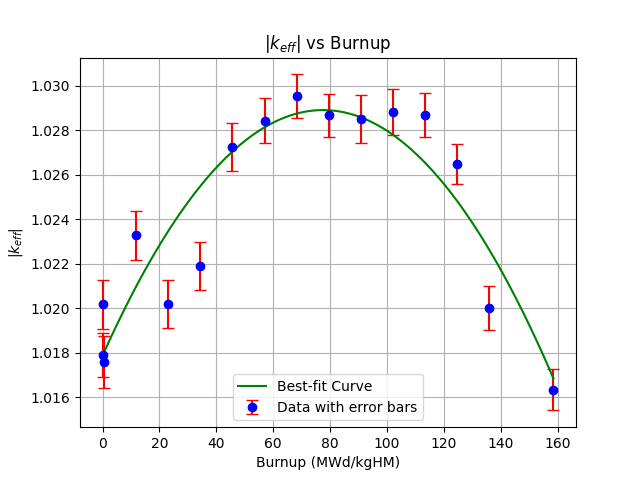 |k_eff| vs Burnup
|k_eff|
1.030
1.028
1.026
1.024
1.022
1.020
1.018
1.016
Best-fit Curve
Data with error bars
0 20 40 60 80 100 120 140 160
Burnup (MWd/kgHM)